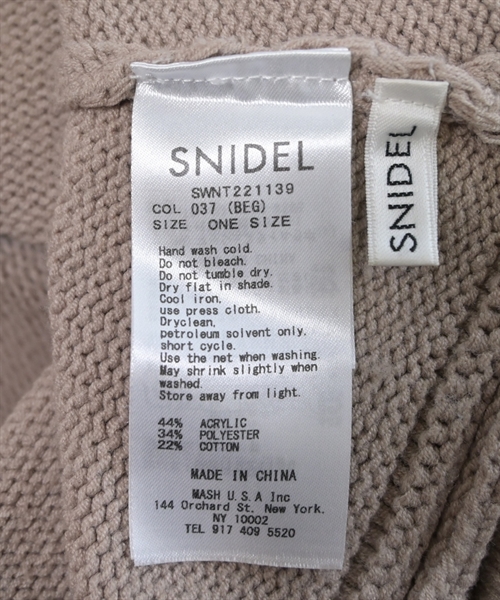 SNIDEL
SWNT221139
COL 037 (BEG)
SIZE ONE SIZE
Hand wash cold.
Do not bleach.
Do not tumble dry.
Dry flat in shade.
Cool iron,
use press cloth.
Dryclean,
petroleum solvent only.
short cycle.
Use the net when washing.
May shrink slightly when
washed.
Store away from light.
44% ACRYLIC
34% POLYESTER
22% COTTON
MADE IN CHINA
MASH U.S.A Inc
144 Orchard St. New York.
NY 10002
TEL 917 409 5520
SNIDEL